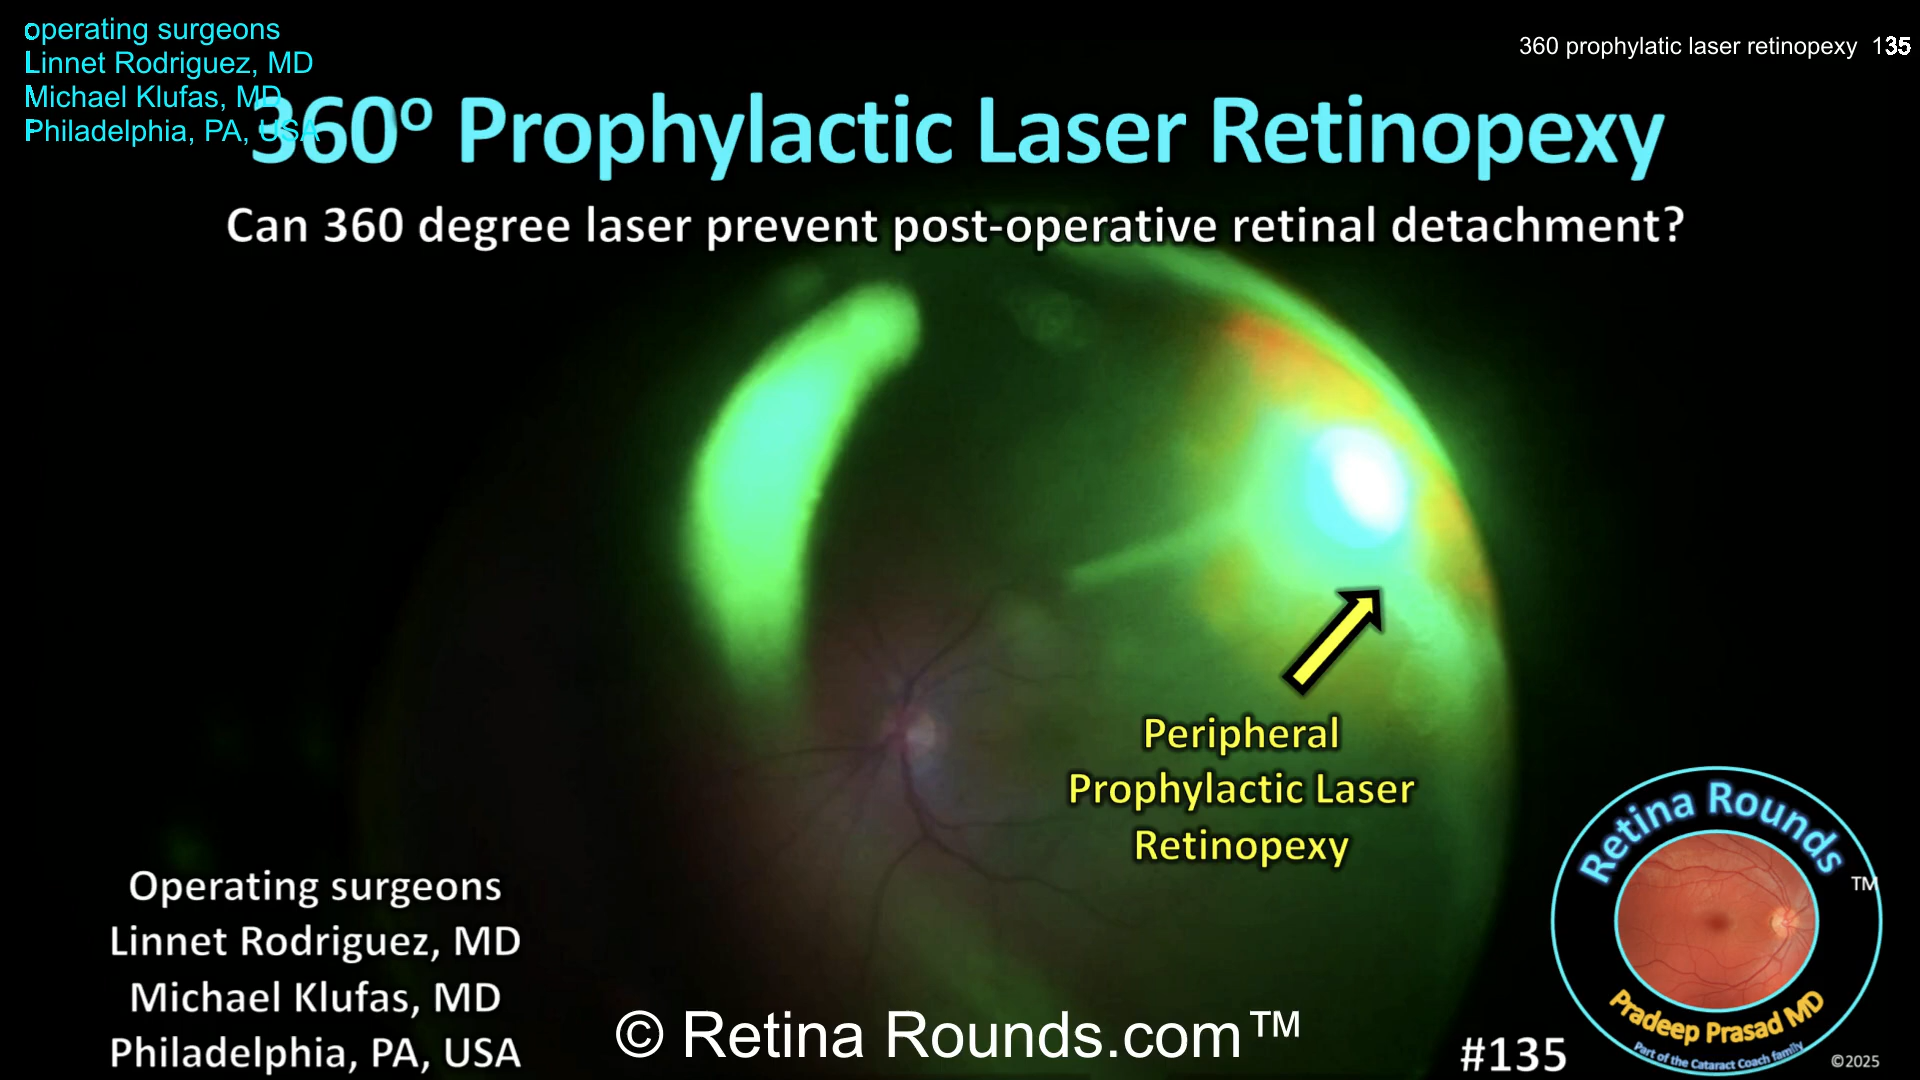 operating surgeons
Linnet Rodriguez, MD
Michael Klufas, MD
Philadelphia, PA, USA
360 prophylatic laser retinopexy 135
360º Prophylactic Laser Retinopexy
Can 360 degree laser prevent post-operative retinal detachment?
Peripheral
Prophylactic Laser
Retinopexy
Operating surgeons
Linnet Rodriguez, MD
Michael Klufas, MD
Philadelphia, PA, USA
© Retina Rounds.com™
#135
Retina Rounds
™
Pradeep Prasad MD
Part of the Cataract Coach family
©2025